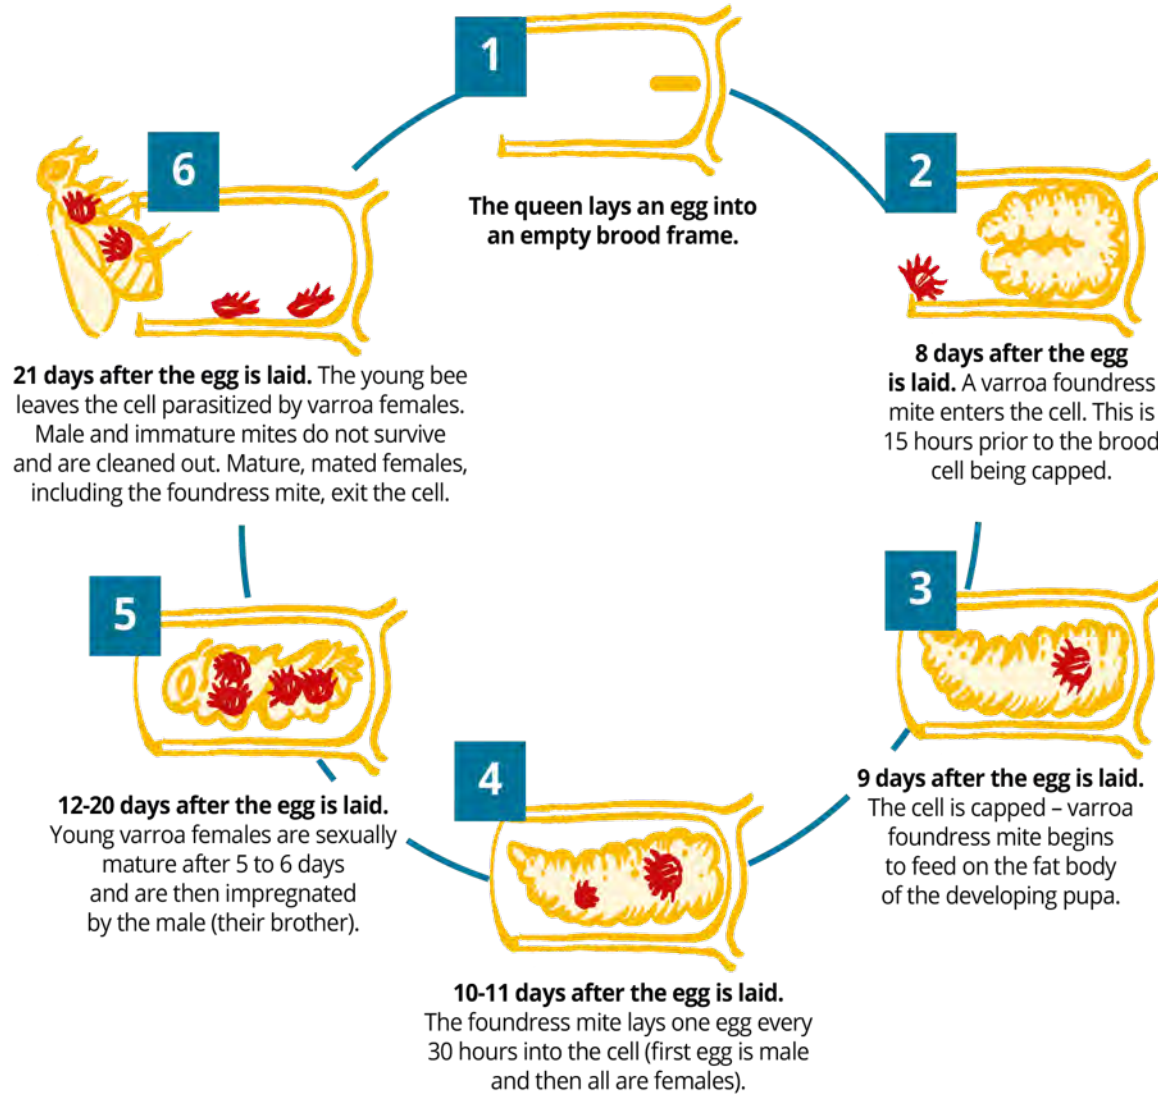 1
The queen lays an egg into
an empty brood frame.
2
8 days after the egg
is laid. A varroa foundress
mite enters the cell. This is
15 hours prior to the brood
cell being capped.
3
9 days after the egg is laid.
The cell is capped – varroa
foundress mite begins
to feed on the fat body
of the developing pupa.
4
10-11 days after the egg is laid.
The foundress mite lays one egg every
30 hours into the cell (first egg is male
and then all are females).
5
12-20 days after the egg is laid.
Young varroa females are sexually
mature after 5 to 6 days
and are then impregnated
by the male (their brother).
6
21 days after the egg is laid. The young bee
leaves the cell parasitized by varroa females.
Male and immature mites do not survive
and are cleaned out. Mature, mated females,
including the foundress mite, exit the cell.